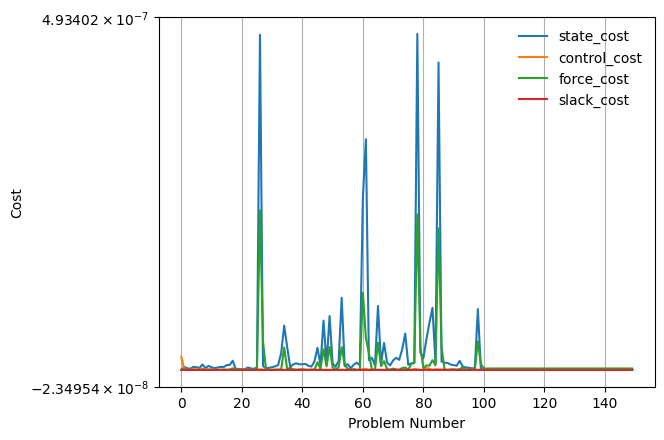 4.93402 × 10⁻⁷
state_cost
control_cost
force_cost
slack_cost
Cost
−2.34954 × 10⁻⁸
0 20 40 60 80 100 120 140
Problem Number